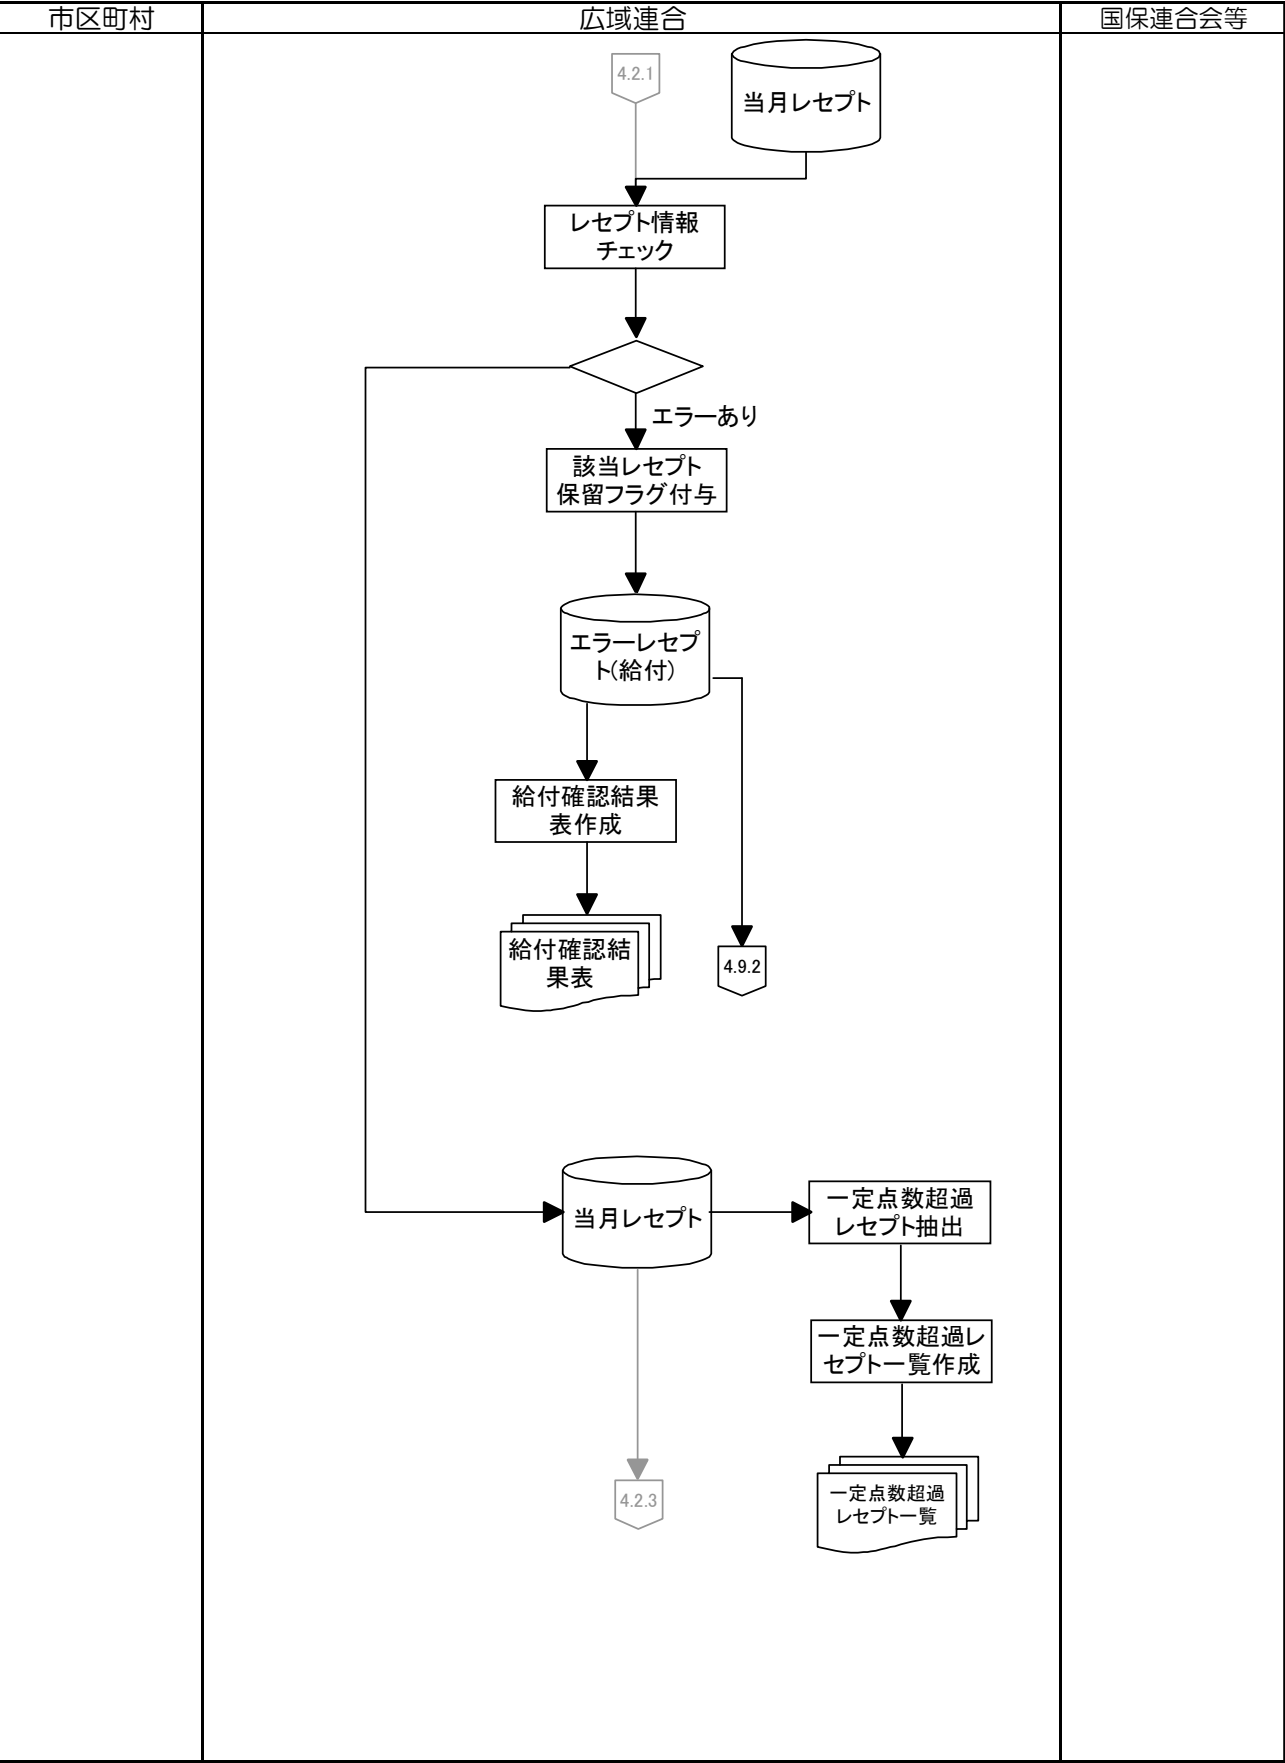 市区町村
広域連合
国保連合会等
4.2.1
当月レセプト
レセプト情報
チェック
エラーあり
該当レセプト
保留フラグ付与
エラーレセプ
ト(給付)
給付確認結果
表作成
給付確認結
果表
4.9.2
当月レセプト
一定点数超過
レセプト抽出
一定点数超過レ
セプト一覧作成
4.2.3
一定点数超過
レセプト一覧